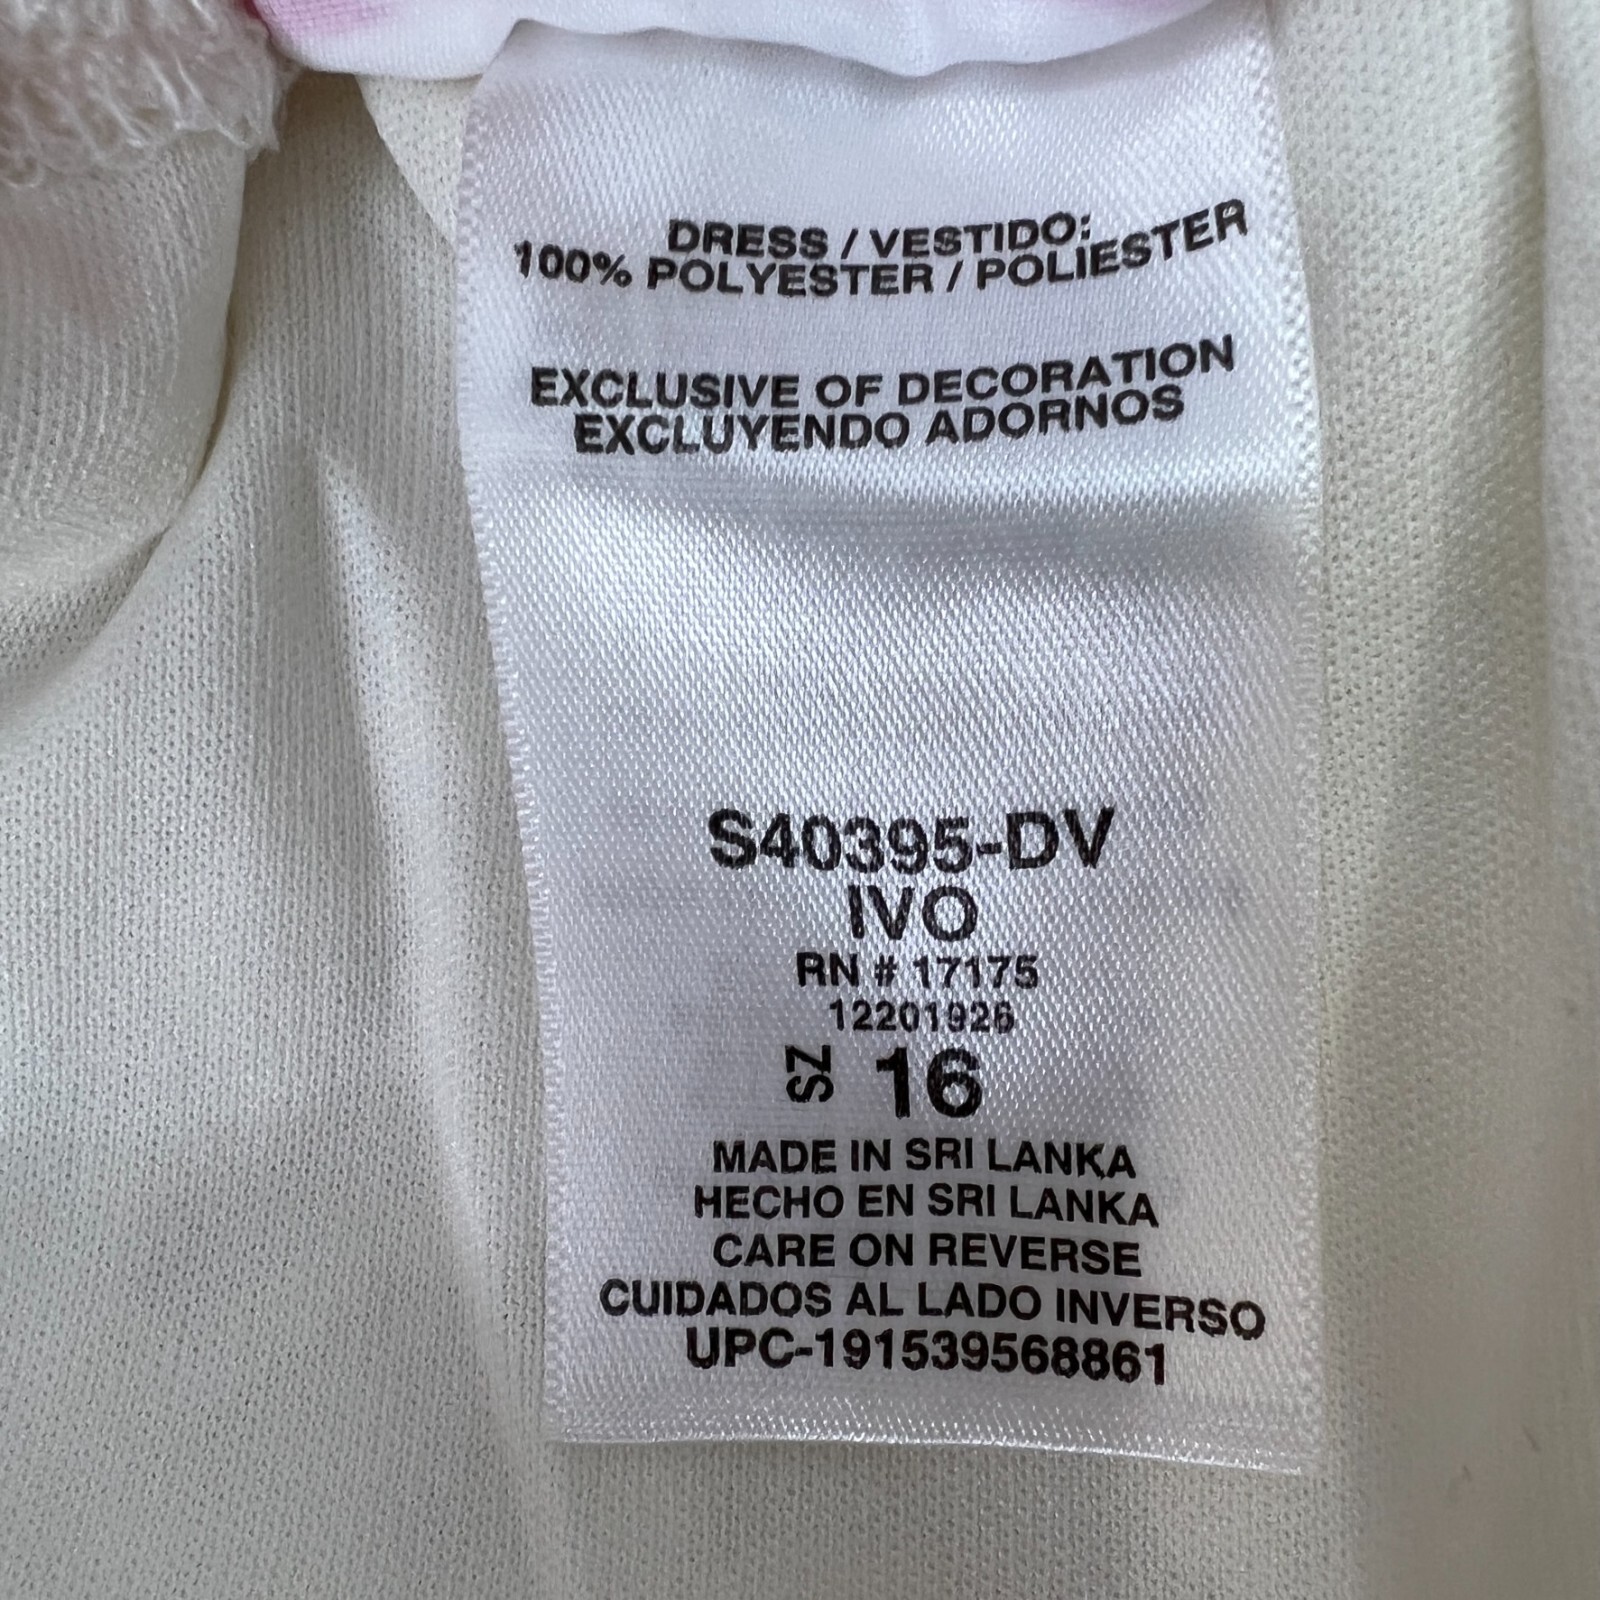 DRESS / VESTIDO:
100% POLYESTER / POLIESTER
EXCLUSIVE OF DECORATION
EXCLUYENDO ADORNOS
S40395-DV
IVO
RN # 17175
12201926
SZ 16
MADE IN SRI LANKA
HECHO EN SRI LANKA
CARE ON REVERSE
CUIDADOS AL LADO INVERSO
UPC-191539568861